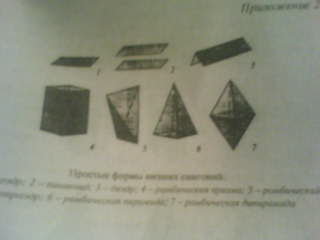 Приложение 2
1 2 3
4 5 6 7
Простые формы низших сингоний:
2 – пинакоид; 3 – диэдр; 4 – ромбическая призма; 5 – ромбический
6 – ромбическая пирамида; 7 – ромбическая дипирамида